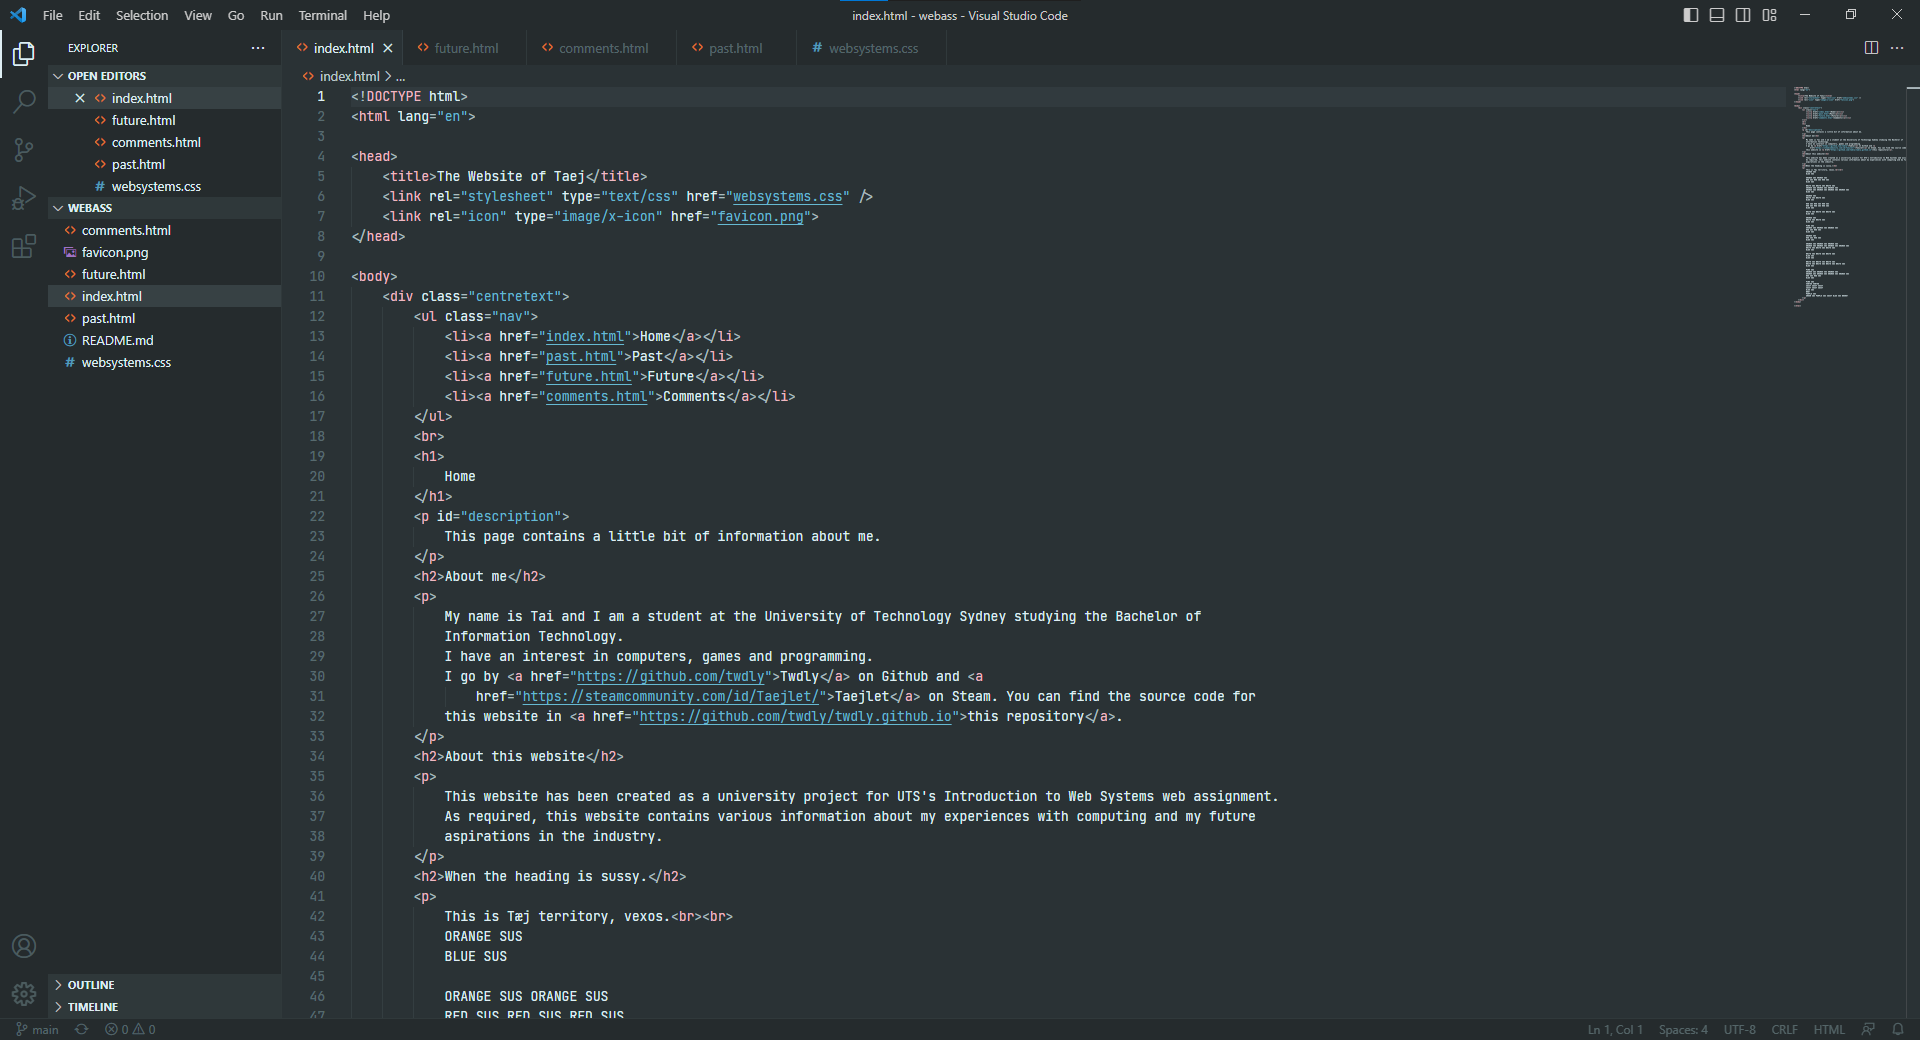 File Edit Selection View Go Run Terminal Help
index.html - webass - Visual Studio Code
EXPLORER
OPEN EDITORS
index.html
future.html
comments.html
past.html
websystems.css
WEBASS
comments.html
favicon.png
future.html
index.html
past.html
README.md
websystems.css
OUTLINE
TIMELINE
index.html future.html comments.html past.html websystems.css
index.html > ...
1 <!DOCTYPE html>
2 <html lang="en">
3
4 <head>
5 <title>The Website of Taej</title>
6 <link rel="stylesheet" type="text/css" href="websystems.css" />
7 <link rel="icon" type="image/x-icon" href="favicon.png">
8 </head>
9
10 <body>
11 <div class="centretext">
12 <ul class="nav">
13 <li><a href="index.html">Home</a></li>
14 <li><a href="past.html">Past</a></li>
15 <li><a href="future.html">Future</a></li>
16 <li><a href="comments.html">Comments</a></li>
17 </ul>
18 <br>
19 <h1>
20 Home
21 </h1>
22 <p id="description">
23 This page contains a little bit of information about me.
24 </p>
25 <h2>About me</h2>
26 <p>
27 My name is Tai and I am a student at the University of Technology Sydney studying the Bachelor of
28 Information Technology.
29 I have an interest in computers, games and programming.
30 I go by <a href="https://github.com/twdly">Twdly</a> on Github and <a
31 href="https://steamcommunity.com/id/TaejLet/">TaejLet</a> on Steam. You can find the source code for
32 this website in <a href="https://github.com/twdly/twdly.github.io">this repository</a>.
33 </p>
34 <h2>About this website</h2>
35 <p>
36 This website has been created as a university project for UTS's Introduction to Web Systems web assignment.
37 As required, this website contains various information about my experiences with computing and my future
38 aspirations in the industry.
39 </p>
40 <h2>When the heading is sussy.</h2>
41 <p>
42 This is Tæj territory, vexos.<br><br>
43 ORANGE SUS
44 BLUE SUS
45
46 ORANGE SUS ORANGE SUS
47 RED SUS RED SUS RED SUS
main 0 0
Ln 1, Col 1 Spaces: 4 UTF-8 CRLF HTML